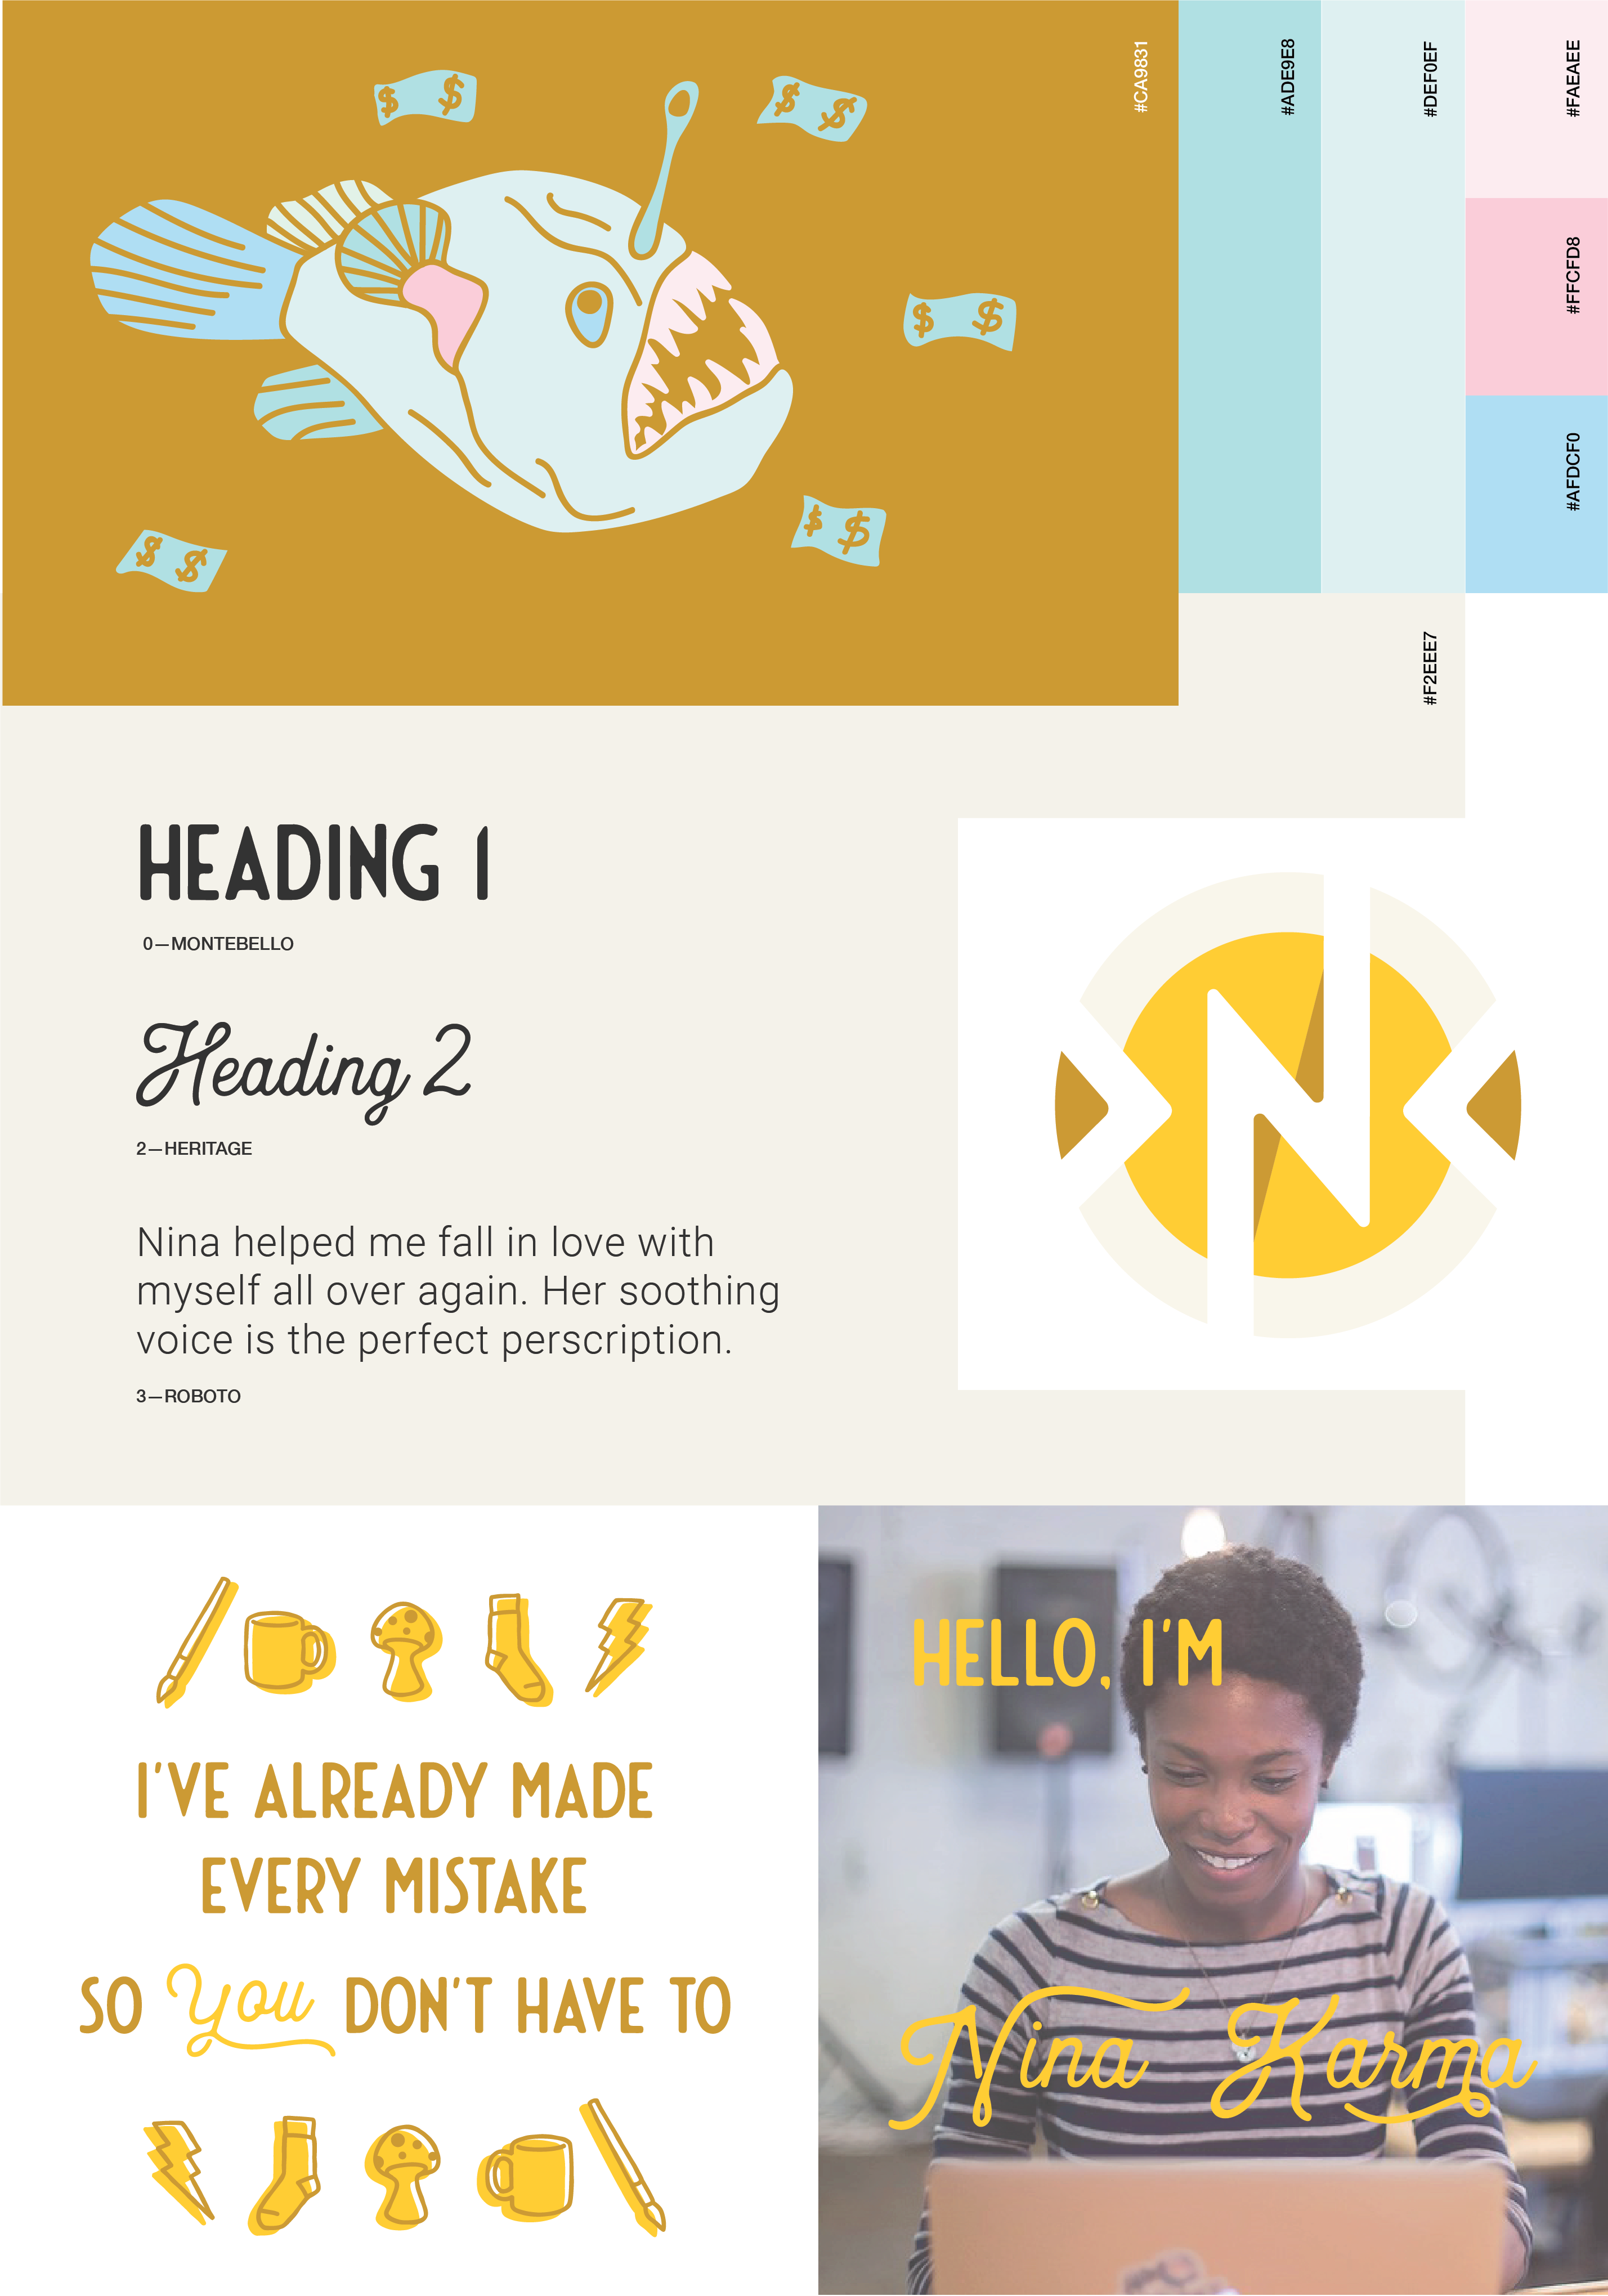 $ $
$ $
#CA9831
#ADE9E8
#DEF0EF
#FAEAEE
#FFCFD8
#AFDCF0
$ $
$ $
$ $
#F2EEE7
HEADING 1
0—MONTEBELLO
Heading 2
2—HERITAGE
Nina helped me fall in love with
myself all over again. Her soothing
voice is the perfect perscription.
3—ROBOTO
N
I'VE ALREADY MADE
EVERY MISTAKE
SO You DON'T HAVE TO
HELLO, I'M
Nina Karma